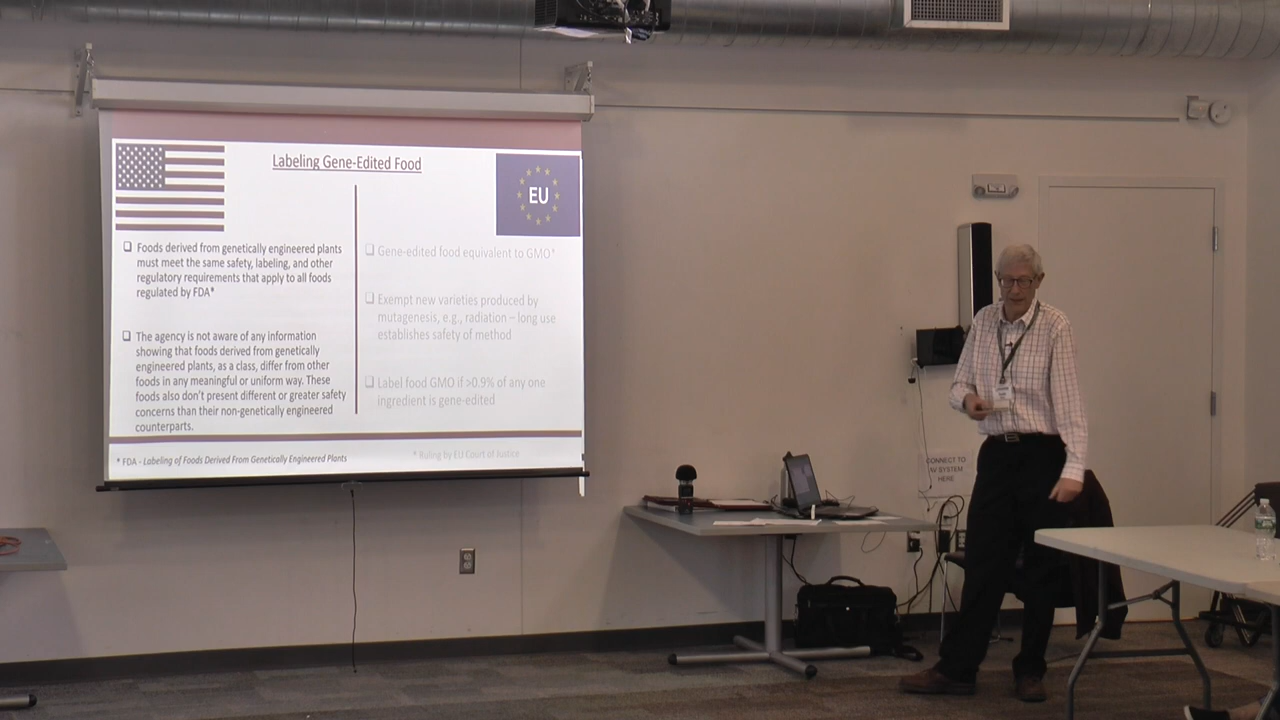 Labeling Gene-Edited Food
EU
❑ Foods derived from genetically engineered plants
must meet the same safety, labeling, and other
regulatory requirements that apply to all foods
regulated by FDA*
❑ The agency is not aware of any information
showing that foods derived from genetically
engineered plants, as a class, differ from other
foods in any meaningful or uniform way. These
foods also don't present different or greater safety
concerns than their non-genetically engineered
counterparts.
❑ Gene-edited food equivalent to GMO*
❑ Exempt new varieties produced by
mutagenesis, e.g., radiation – long use
establishes safety of method
❑ Label food GMO if >0.9% of any one
ingredient is gene-edited
* FDA - Labeling of Foods Derived From Genetically Engineered Plants
* Ruling by EU Court of Justice
CONNECT TO
AV SYSTEM
HERE